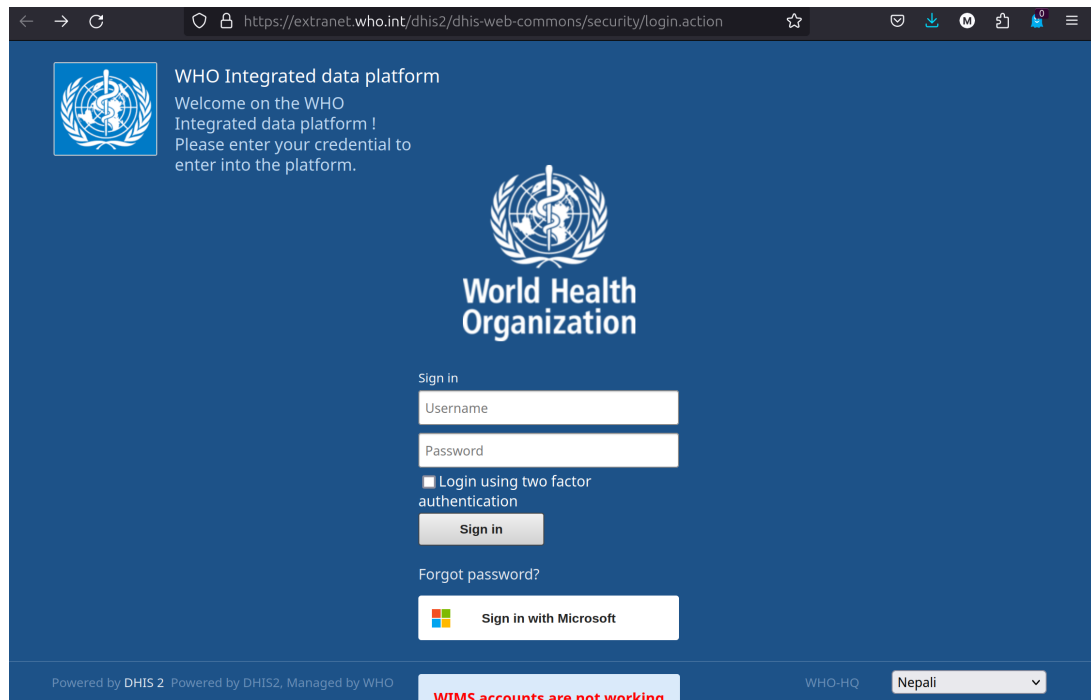 https://extranet.who.int/dhis2/dhis-web-commons/security/login.action
M
0
WHO Integrated data platform
Welcome on the WHO
Integrated data platform !
Please enter your credential to
enter into the platform.
World Health
Organization
Sign in
Username
Password
Login using two factor
authentication
Sign in
Forgot password?
Sign in with Microsoft
Powered by DHIS 2 Powered by DHIS2, Managed by WHO
WIMS accounts are not working
WHO-HQ
Nepali